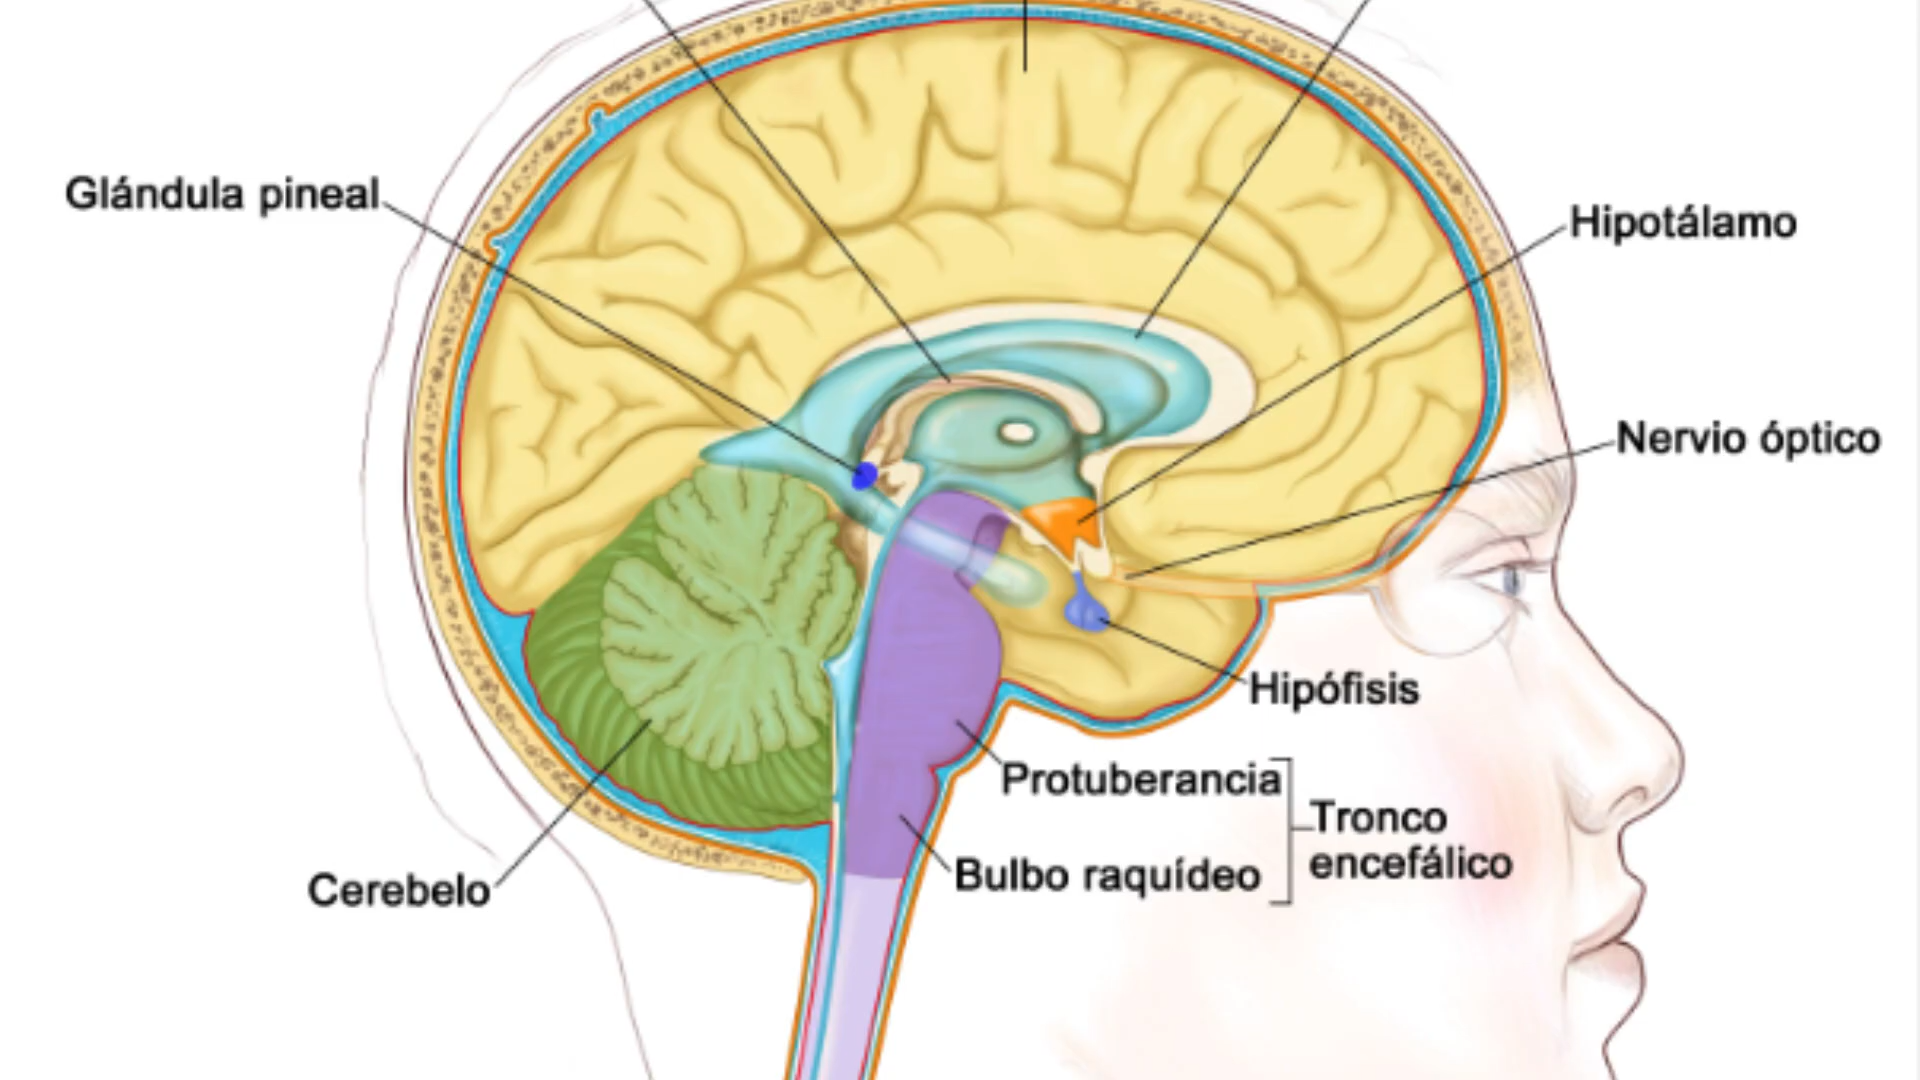 Glándula pineal
Hipotálamo
Nervio óptico
Hipófisis
Protuberancia
Tronco
encefálico
Bulbo raquídeo
Cerebelo